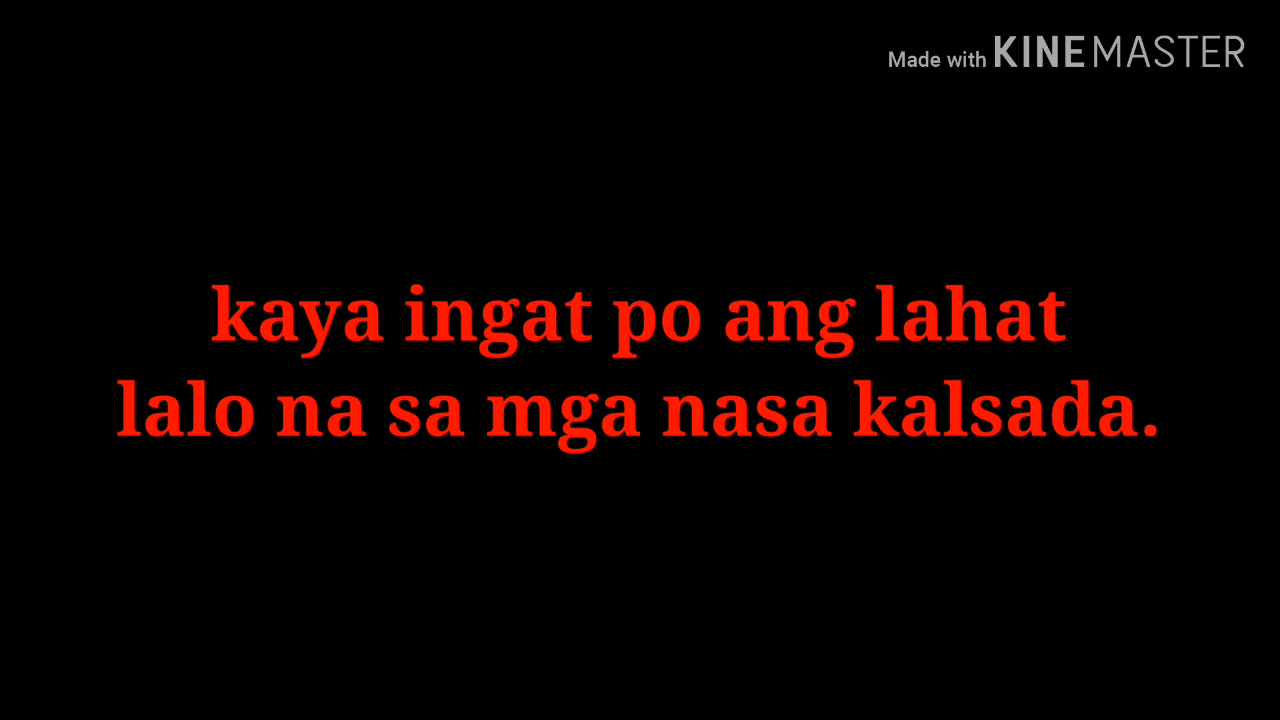 Made with KINEMASTER
kaya ingat po ang lahat
lalo na sa mga nasa kalsada.